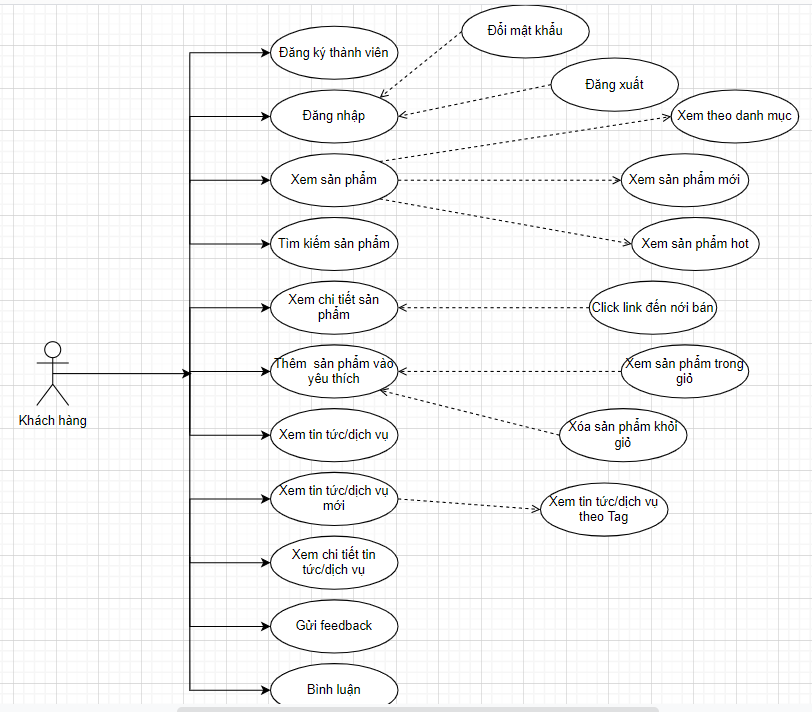 Đổi mật khẩu
Đăng ký thành viên
Đăng xuất
Đăng nhập
Xem theo danh mục
Xem sản phẩm
Xem sản phẩm mới
Tìm kiếm sản phẩm
Xem sản phẩm hot
Xem chi tiết sản
phẩm
Click link đến nới bán
Thêm sản phẩm vào
yêu thích
Xem sản phẩm trong
giỏ
Khách hàng
Xóa sản phẩm khỏi
giỏ
Xem tin tức/dịch vụ
Xem tin tức/dịch vụ
mới
Xem tin tức/dịch vụ
theo Tag
Xem chi tiết tin
tức/dịch vụ
Gửi feedback
Bình luận